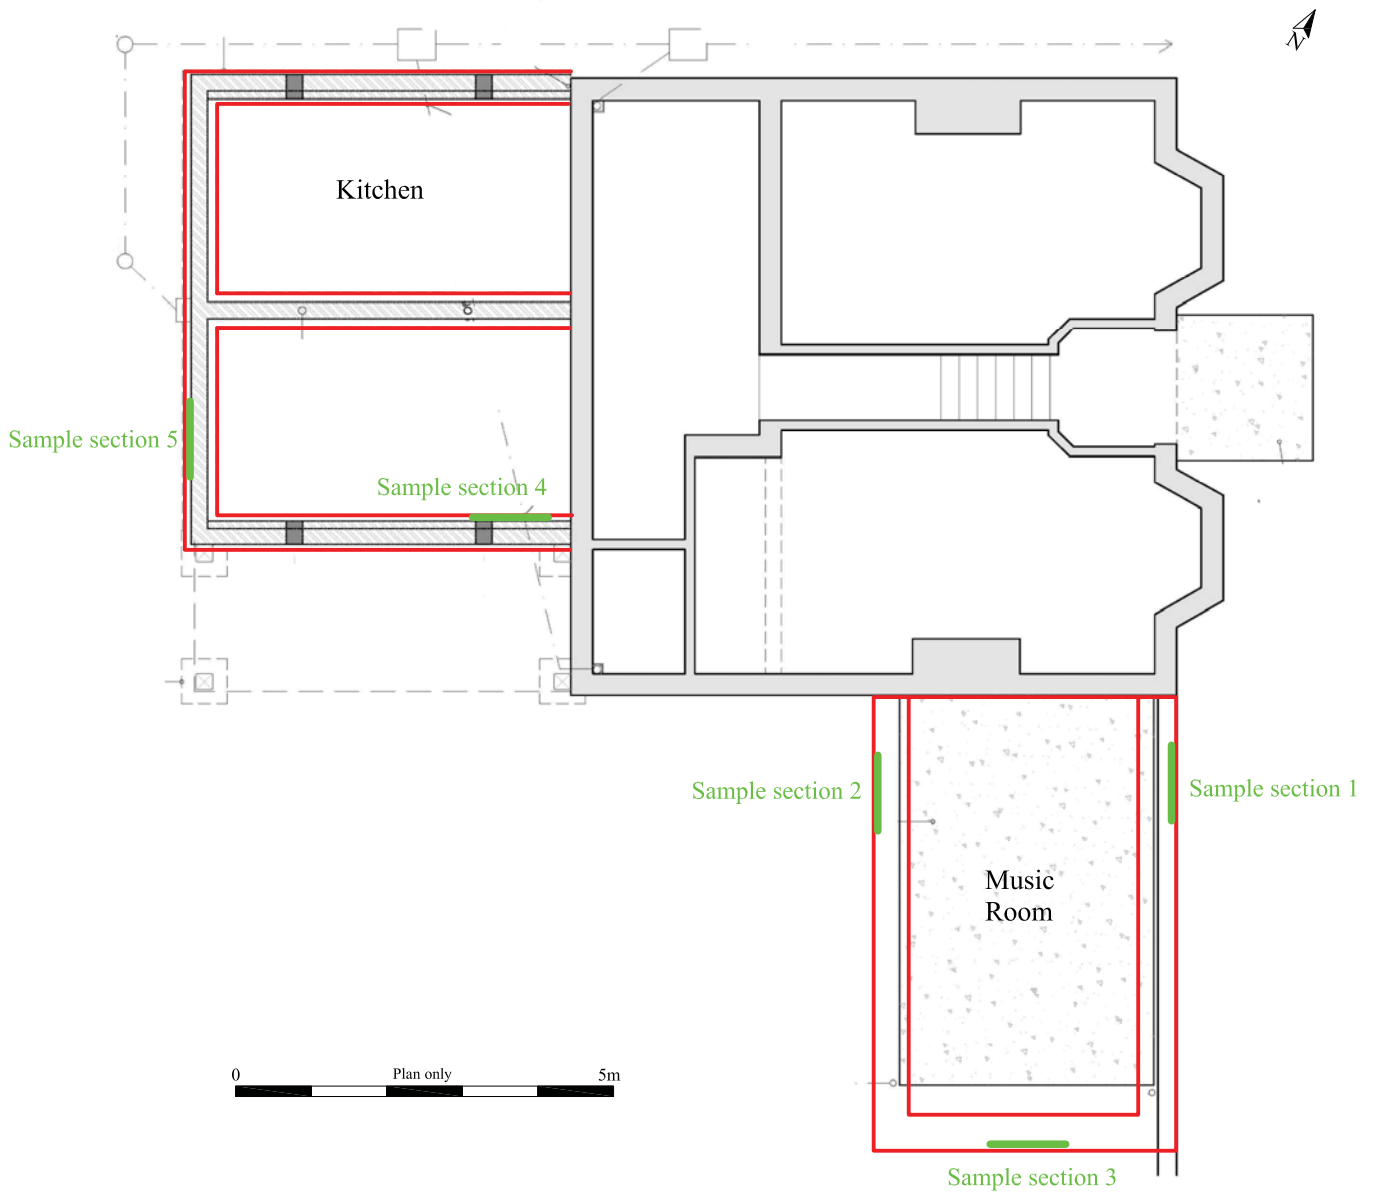 N
Kitchen
Sample section 5
Sample section 4
Sample section 2
Sample section 1
Music
Room
0
Plan only
5m
Sample section 3